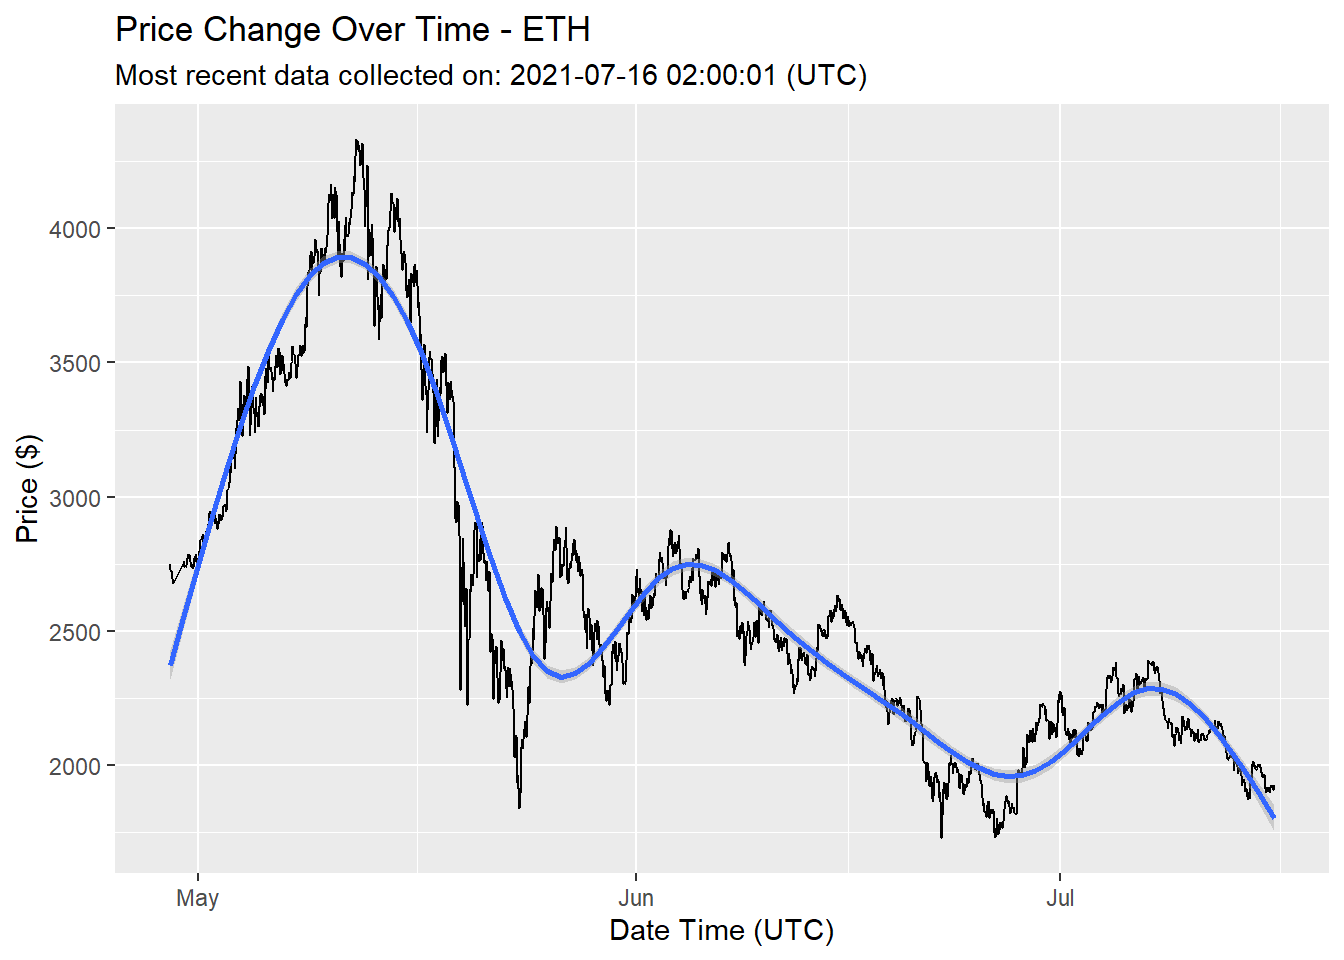 Price Change Over Time - ETH
Most recent data collected on: 2021-07-16 02:00:01 (UTC)
4000
3500
3000
2500
2000
Price ($)
May
Jun
Jul
Date Time (UTC)